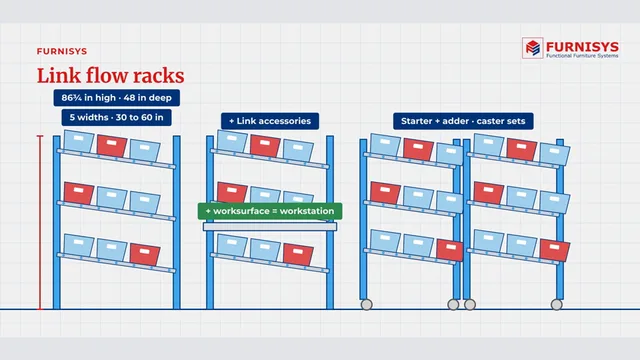 FURNISYS
FURNISYS
Functional Furniture Systems
Link flow racks
86¾ in high · 48 in deep
5 widths · 30 to 60 in
+ Link accessories
Starter + adder · caster sets
+ worksurface = workstation